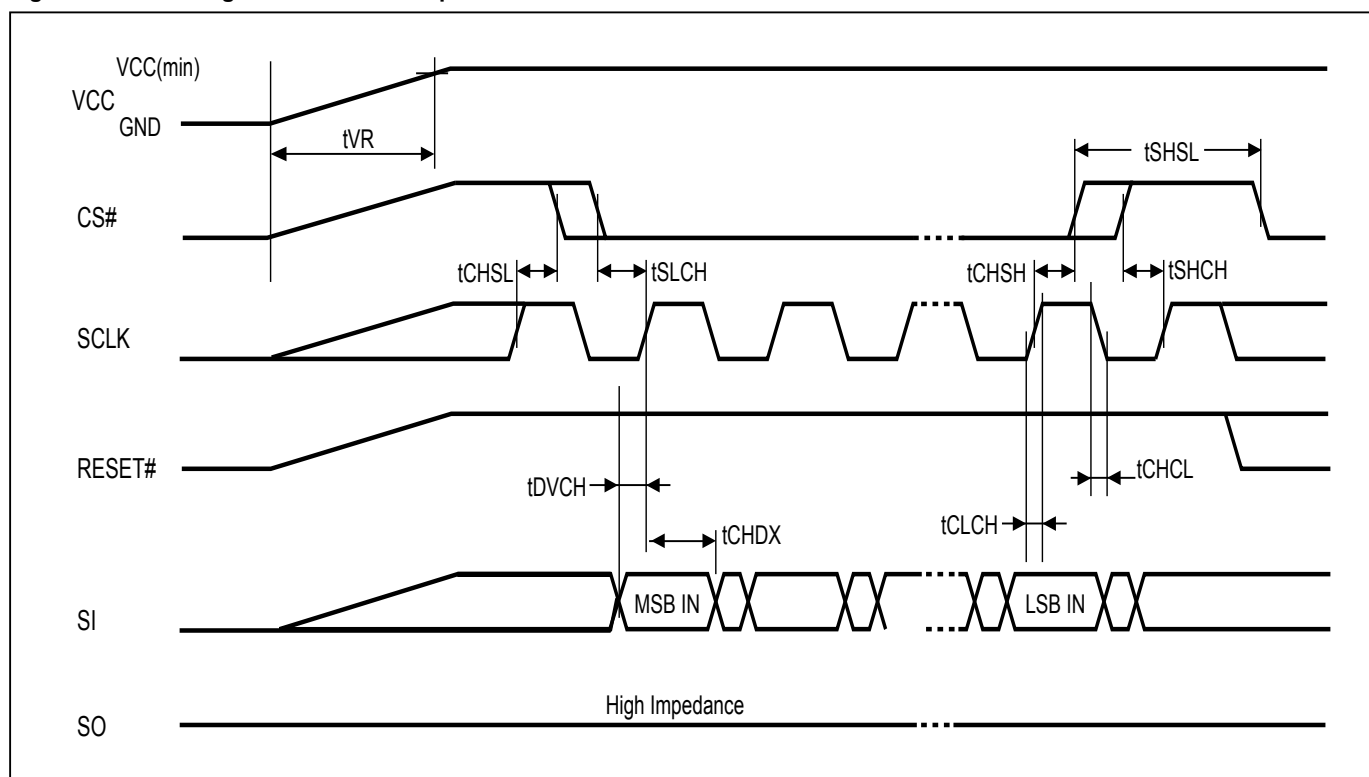 VCC(min)
VCC
GND
tVR
tSHSL
CS#
tCHSL
tSLCH
tCHSH
tSHCH
SCLK
RESET#
tDVCH
tCHCL
tCLCH
tCHDX
SI
MSB IN
LSB IN
High Impedance
SO